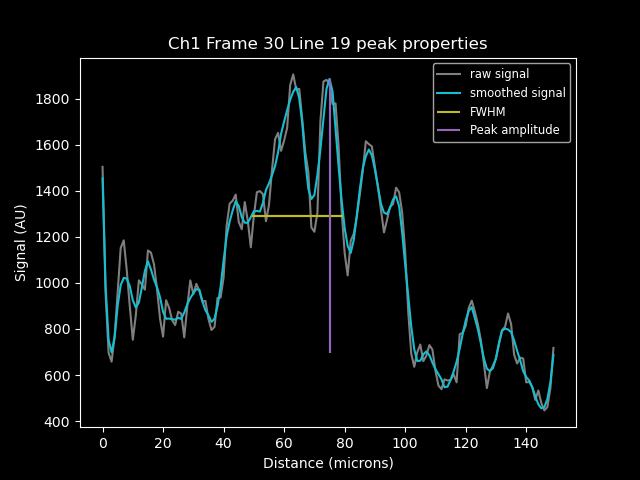 Ch1 Frame 30 Line 19 peak properties
raw signal
smoothed signal
FWHM
Peak amplitude
Signal (AU)
1800
1600
1400
1200
1000
800
600
400
0 20 40 60 80 100 120 140
Distance (microns)